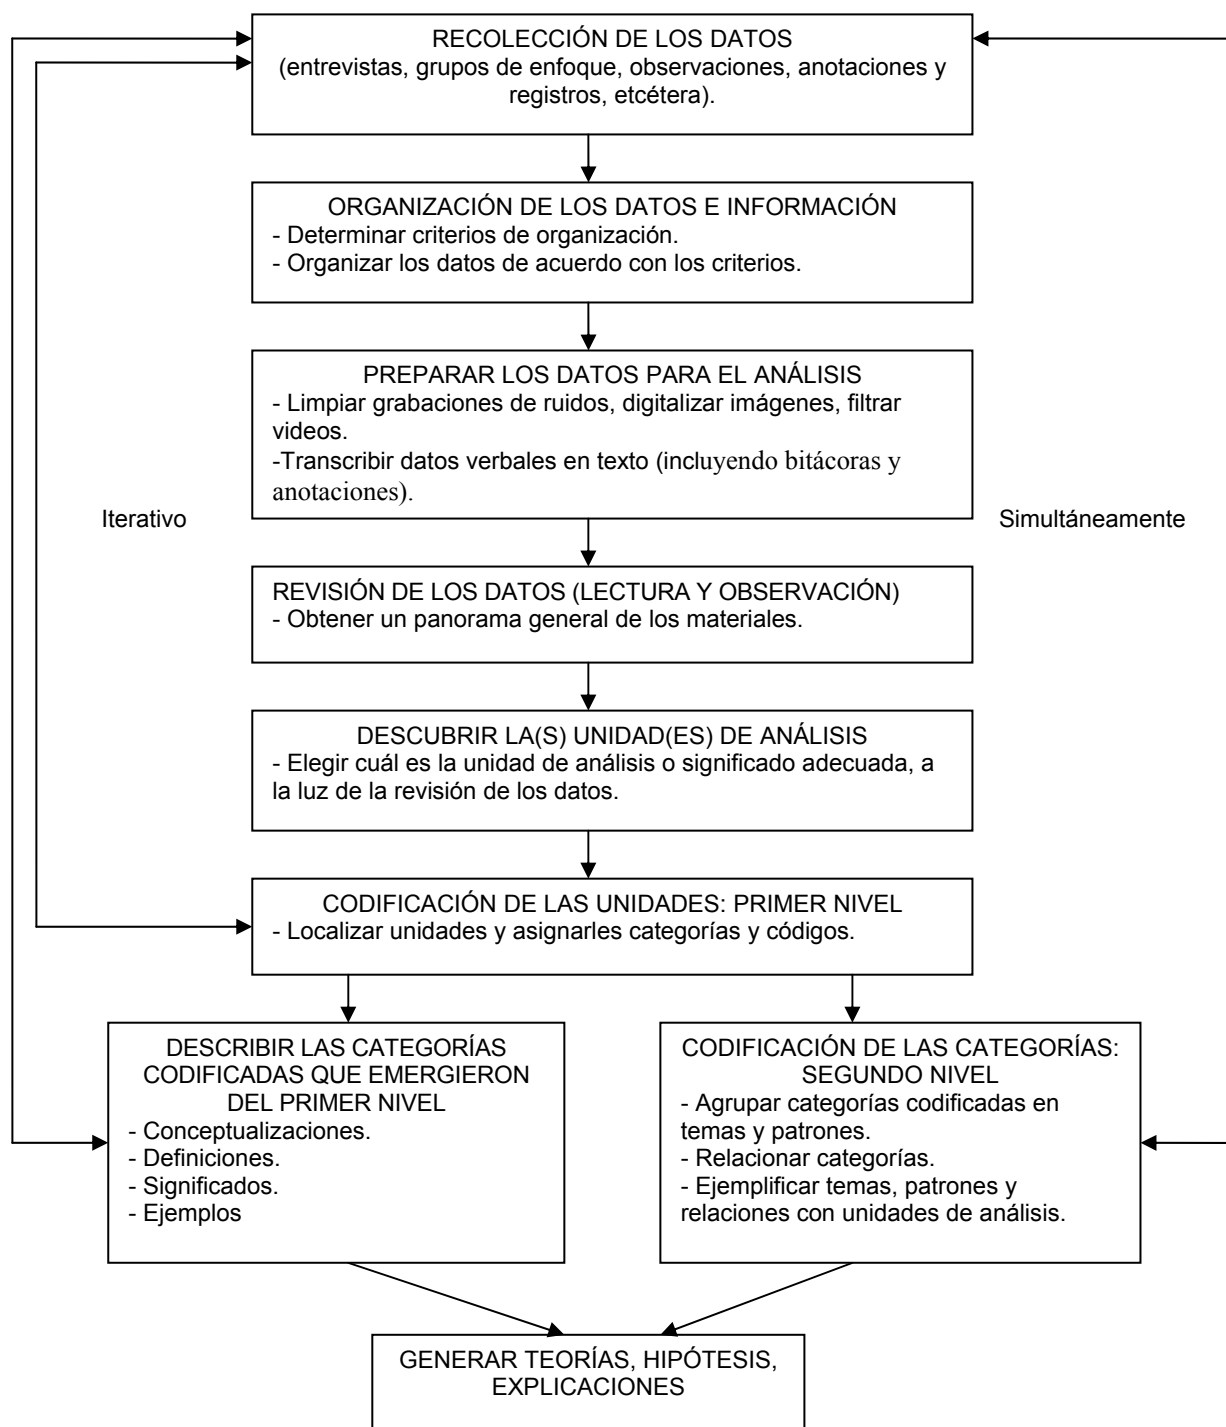 RECOLECCIÓN DE LOS DATOS
(entrevistas, grupos de enfoque, observaciones, anotaciones y
registros, etcétera).
ORGANIZACIÓN DE LOS DATOS E INFORMACIÓN
- Determinar criterios de organización.
- Organizar los datos de acuerdo con los criterios.
PREPARAR LOS DATOS PARA EL ANÁLISIS
- Limpiar grabaciones de ruidos, digitalizar imágenes, filtrar
videos.
-Transcribir datos verbales en texto (incluyendo bitácoras y
anotaciones).
Iterativo
Simultáneamente
REVISIÓN DE LOS DATOS (LECTURA Y OBSERVACIÓN)
- Obtener un panorama general de los materiales.
DESCUBRIR LA(S) UNIDAD(ES) DE ANÁLISIS
- Elegir cuál es la unidad de análisis o significado adecuada, a
la luz de la revisión de los datos.
CODIFICACIÓN DE LAS UNIDADES: PRIMER NIVEL
- Localizar unidades y asignarles categorías y códigos.
DESCRIBIR LAS CATEGORÍAS
CODIFICADAS QUE EMERGIERON
DEL PRIMER NIVEL
- Conceptualizaciones.
- Definiciones.
- Significados.
- Ejemplos
CODIFICACIÓN DE LAS CATEGORÍAS:
SEGUNDO NIVEL
- Agrupar categorías codificadas en
temas y patrones.
- Relacionar categorías.
- Ejemplificar temas, patrones y
relaciones con unidades de análisis.
GENERAR TEORÍAS, HIPÓTESIS,
EXPLICACIONES